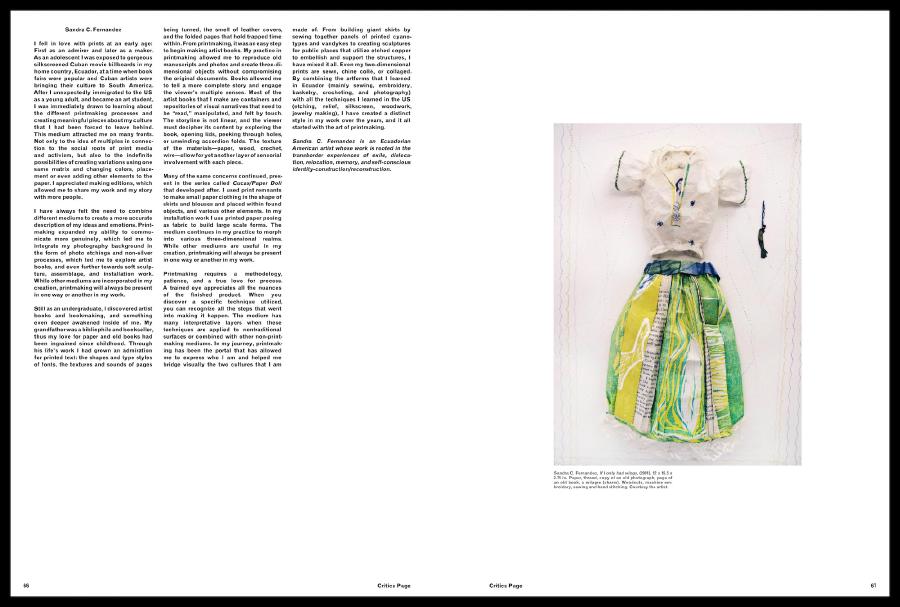 Sandra C. Fernandez
I fell in love with prints at an early age:
First as an admirer and later as a maker.
As an adolescent I was exposed to gorgeous
silkscreened Cuban movie billboards in my
home country, Ecuador, at a time when book
fairs were popular and Cuban artists were
bringing their culture to South America.
After I unexpectedly immigrated to the US
as a young adult, and became an art student,
I was immediately drawn to learning about
the different printmaking processes and
creating meaningful pieces about my culture
that I had been forced to leave behind.
This medium attracted me on many fronts.
Not only to the idea of multiples in connec-
tion to the social roots of print media
and activism, but also to the indefinite
possibilities of creating variations using one
same matrix and changing colors, place-
ment or even adding other elements to the
paper. I appreciated making editions, which
allowed me to share my work and my story
with more people.
I have always felt the need to combine
different mediums to create a more accurate
description of my ideas and emotions. Print-
making expanded my ability to commu-
nicate more genuinely, which led me to
integrate my photography background in
the form of photo etchings and non-silver
processes, which led me to explore artist
books, and even further towards soft sculp-
ture, assemblage, and installation work.
While other mediums are incorporated in my
creation, printmaking will always be present
in one way or another in my work.
Still as an undergraduate, I discovered artist
books and bookmaking, and something
even deeper awakened inside of me. My
grandfather was a bibliophile and bookseller,
thus my love for paper and old books had
been ingrained since childhood. Through
his life's work I had grown an admiration
for printed text: the shapes and type styles
of fonts, the textures and sounds of pages
being turned, the smell of leather covers,
and the folded pages that hold trapped time
within. From printmaking, it was an easy step
to begin making artist books. My practice in
printmaking allowed me to reproduce old
manuscripts and photos and create three-di-
mensional objects without compromising
the original documents. Books allowed me
to tell a more complete story and engage
the viewer's multiple senses. Most of the
artist books that I make are containers and
repositories of visual narratives that need to
be "read," manipulated, and felt by touch.
The storyline is not linear, and the viewer
must decipher its content by exploring the
book, opening lids, peeking through holes,
or unwinding accordion folds. The texture
of the materials—paper, wood, crochet,
wire—allow for yet another layer of sensorial
involvement with each piece.
Many of the same concerns continued, pres-
ent in the series called Cocas/Paper Doll
that developed after. I used print remnants
to make small paper clothing in the shape of
skirts and blouses and placed within found
objects, and various other elements. In my
installation work I use printed paper posing
as fabric to build large scale forms. The
medium continues in my practice to morph
into various three-dimensional realms.
While other mediums are useful in my
creation, printmaking will always be present
in one way or another in my work.
Printmaking requires a methodology,
patience, and a true love for process.
A trained eye appreciates all the nuances
of the finished product. When you
discover a specific technique utilized,
you can recognize all the steps that went
into making it happen. The medium has
many interpretative layers when these
techniques are applied to nontraditional
surfaces or combined with other non-print-
making mediums. In my journey, printmak-
ing has been the portal that has allowed
me to express who I am and helped me
bridge visually the two cultures that I am
made of. From building giant skirts by
sewing together panels of printed cyano-
types and vandykes to creating sculptures
for public places that utilize etched copper
to embellish and support the structures, I
have mixed it all. Even my two-dimensional
prints are sewn, chine collé, or collaged.
By combining the artforms that I learned
in Ecuador (mainly sewing, embroidery,
basketry, crocheting, and photography)
with all the techniques I learned in the US
(etching, relief, silkscreen, woodwork,
jewelry making), I have created a distinct
style in my work over the years, and it all
started with the art of printmaking.
Sandra C. Fernandez is an Ecuadorian
American artist whose work is rooted in the
transborder experiences of exile, disloca-
tion, relocation, memory, and self-conscious
identity-construction/reconstruction.
Sandra C. Fernandez, If I only had wings, (2011). 12 x 15.5 x
2.75 in. Paper, thread, copy of an old photograph, page of
an old book, a milagro (charm). Woodcuts, machine em-
broidery, sewing and hand stitching. Courtesy the artist.
66
Critics Page
Critics Page
67